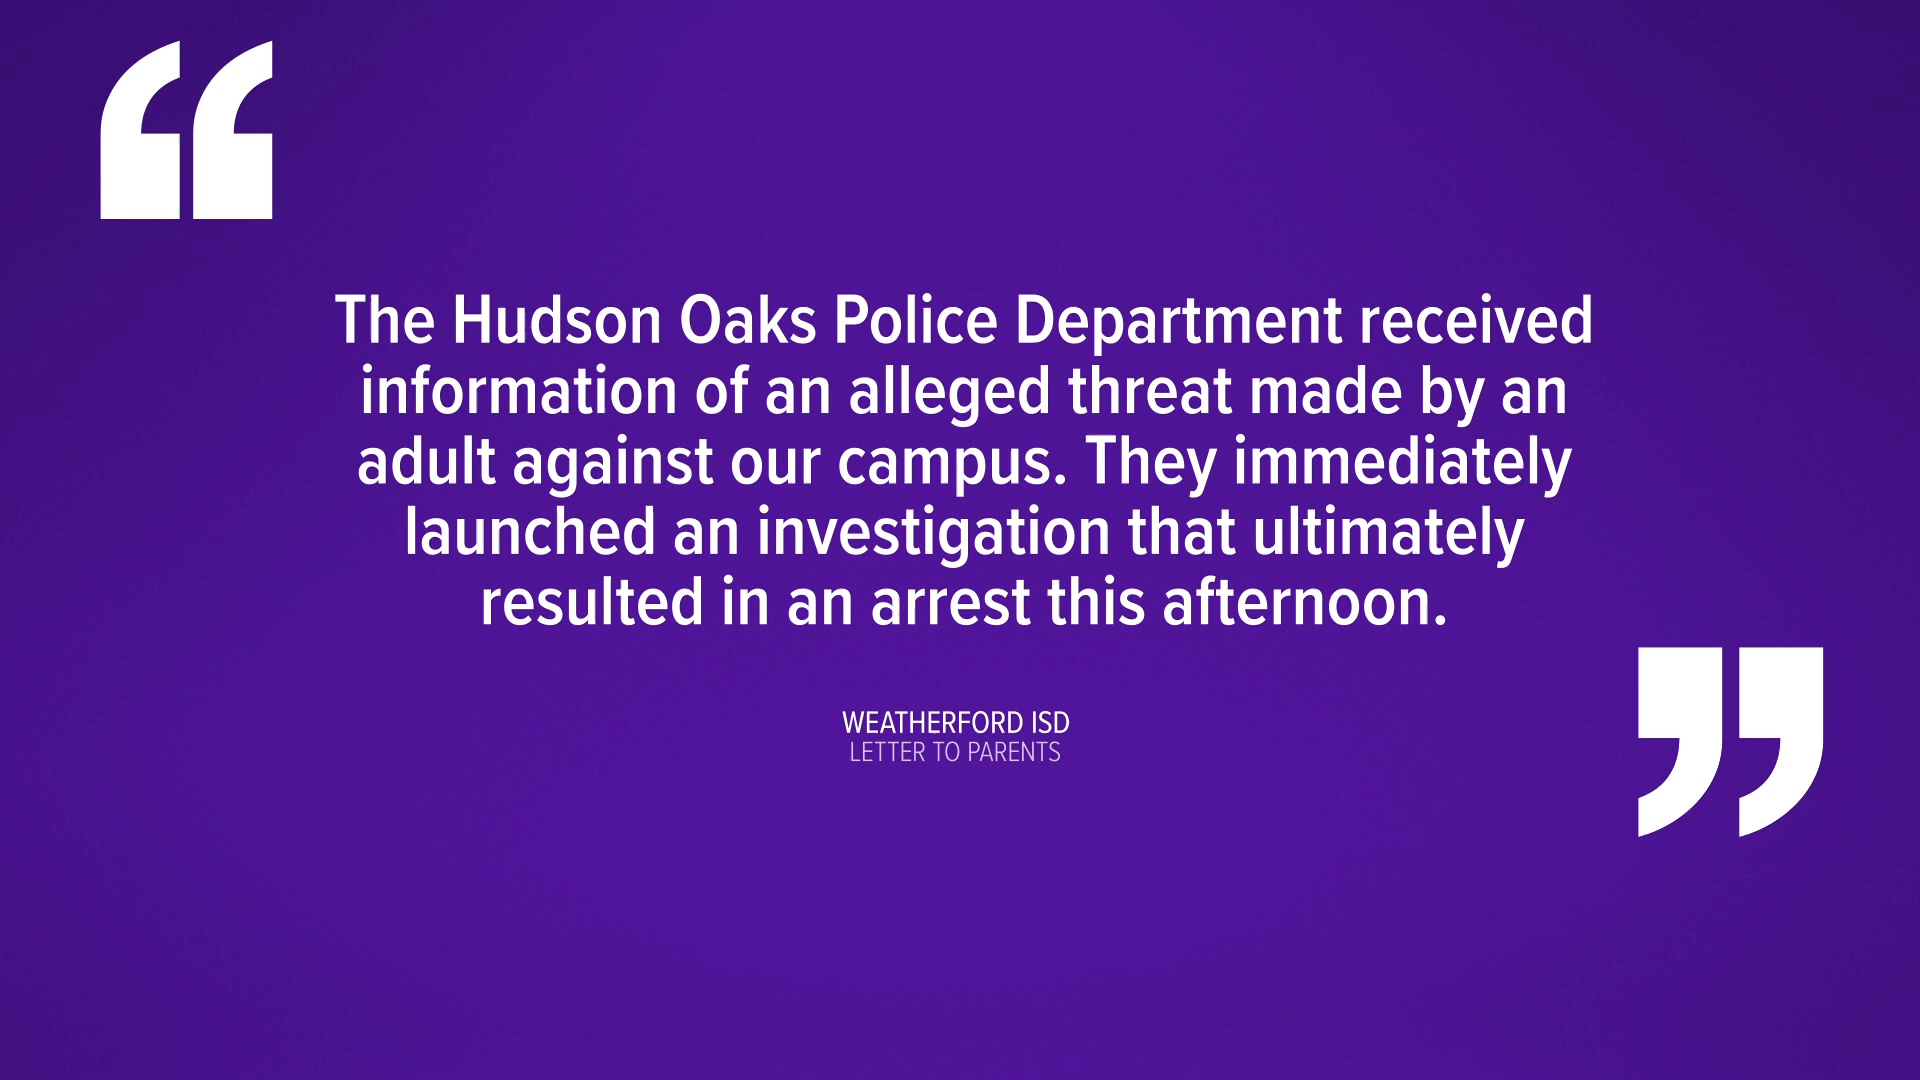 “
The Hudson Oaks Police Department received
information of an alleged threat made by an
adult against our campus. They immediately
launched an investigation that ultimately
resulted in an arrest this afternoon.
”
WEATHERFORD ISD
LETTER TO PARENTS